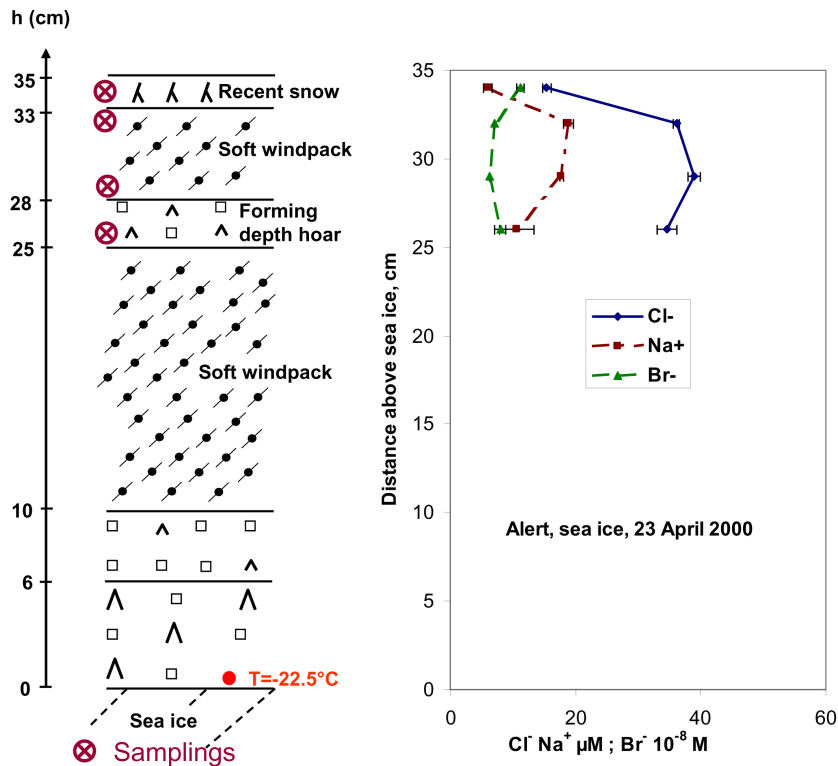 h (cm)
35
33
28
25
10
6
0
Recent snow
Soft windpack
Forming
depth hoar
Soft windpack
T=-22.5°C
Sea ice
Samplings
Distance above sea ice, cm
35
30
25
20
15
10
5
0
Cl-
Na+
Br-
Alert, sea ice, 23 April 2000
0 20 40 60
Cl⁻ Na⁺ µM ; Br⁻ 10⁻⁸ M